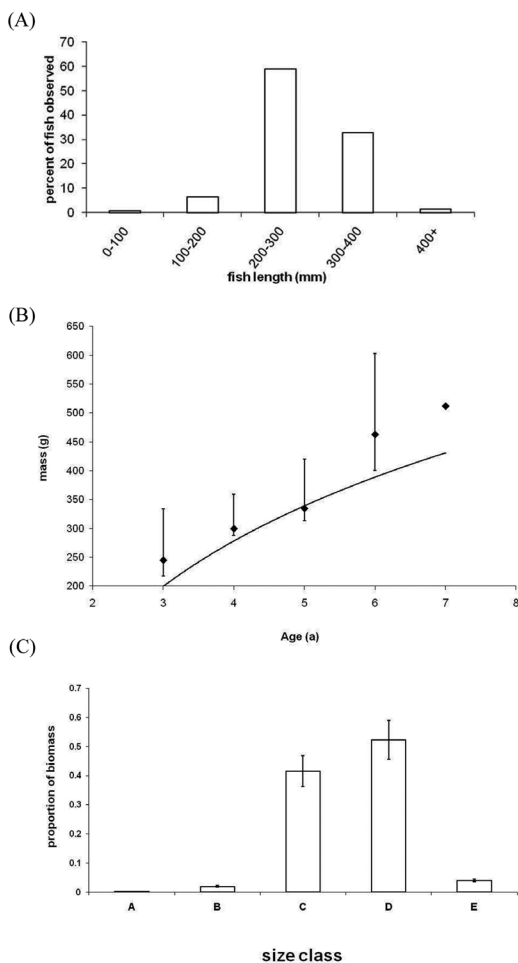 (A)
percent of fish observed
70
60
50
40
30
20
10
0
0-100
100-200
200-300
300-400
400+
fish length (mm)
(B)
mass (g)
650
600
550
500
450
400
350
300
250
200
2 3 4 5 6 7 8
Age (a)
(C)
proportion of biomass
0.7
0.6
0.5
0.4
0.3
0.2
0.1
0
A B C D E
size class